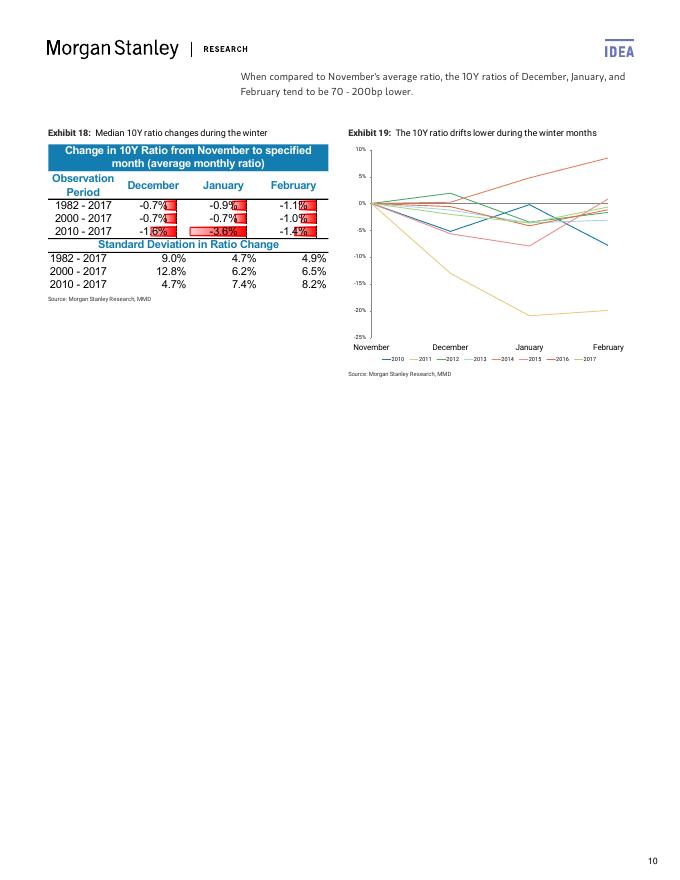 Morgan Stanley | RESEARCH
IDEA
When compared to November's average ratio, the 10Y ratios of December, January, and
February tend to be 70 - 200bp lower.
Exhibit 18: Median 10Y ratio changes during the winter
Change in 10Y Ratio from November to specified
month (average monthly ratio)
Observation
Period December January February
1982 - 2017 -0.7% -0.9% -1.1%
2000 - 2017 -0.7% -0.7% -1.0%
2010 - 2017 -1.6% -3.6% -1.4%
Standard Deviation in Ratio Change
1982 - 2017 9.0% 4.7% 4.9%
2000 - 2017 12.8% 6.2% 6.5%
2010 - 2017 4.7% 7.4% 8.2%
Source: Morgan Stanley Research, MMD
Exhibit 19: The 10Y ratio drifts lower during the winter months
10%
5%
0%
-5%
-10%
-15%
-20%
-25%
November December January February
2010 2011 2012 2013 2014 2015 2016 2017
Source: Morgan Stanley Research, MMD
10